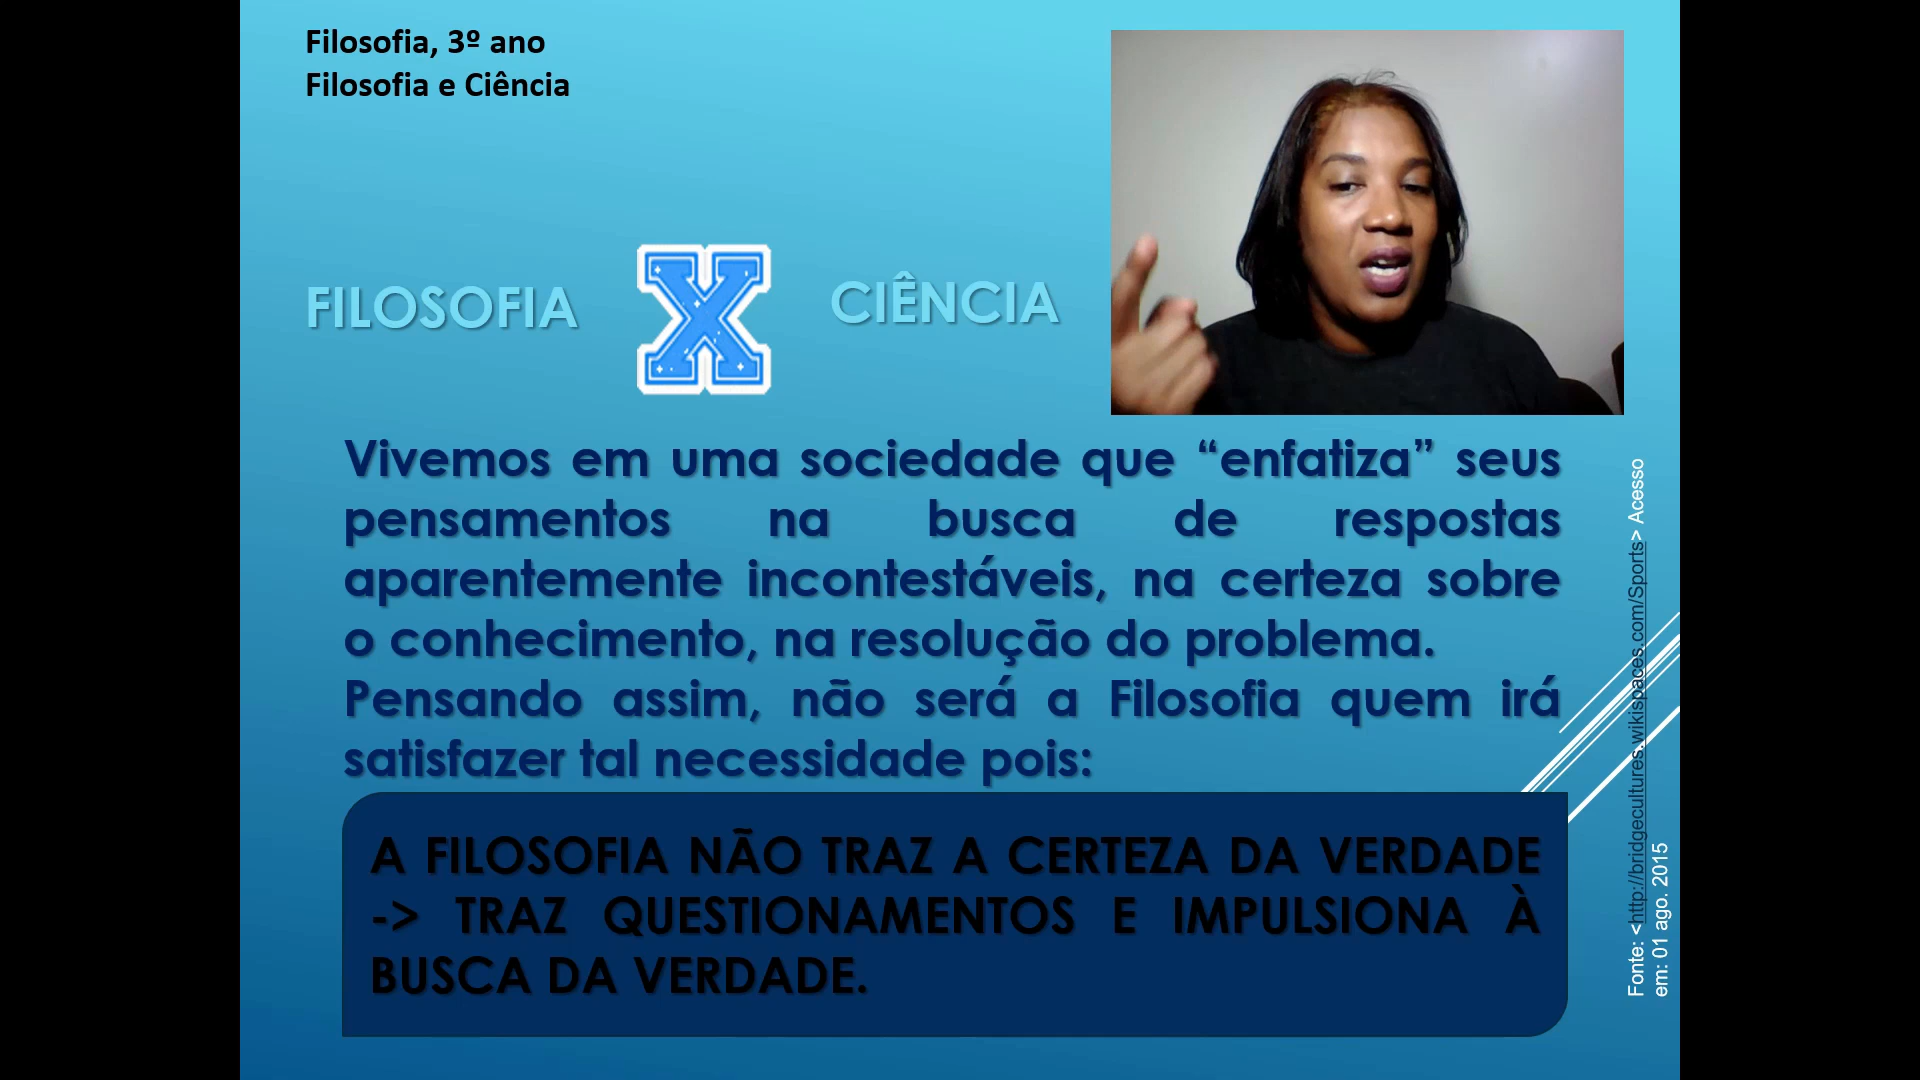 Filosofia, 3º ano
Filosofia e Ciência
FILOSOFIA X CIÊNCIA
Vivemos em uma sociedade que “enfatiza” seus
pensamentos na busca de respostas
aparentemente incontestáveis, na certeza sobre
o conhecimento, na resolução do problema.
Pensando assim, não será a Filosofia quem irá
satisfazer tal necessidade pois:
A FILOSOFIA NÃO TRAZ A CERTEZA DA VERDADE
-> TRAZ QUESTIONAMENTOS E IMPULSIONA À
BUSCA DA VERDADE.
Fonte: <http://bridgecultures.wikispaces.com/Sports> Acesso
em: 01 ago. 2015